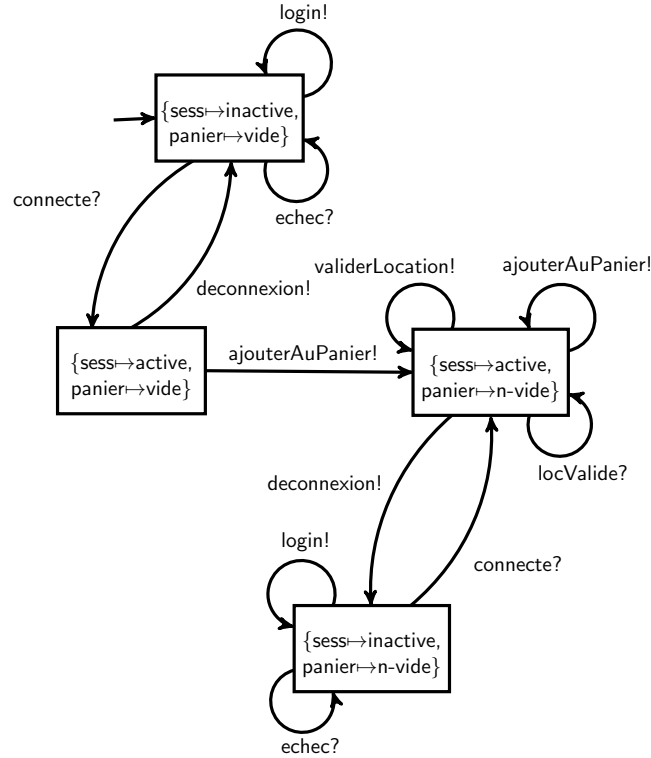 login!
{sess↦inactive,
panier↦vide}
connecte?
echec?
deconnexion!
validerLocation!
ajouterAuPanier!
ajouterAuPanier!
{sess↦active,
panier↦vide}
{sess↦active,
panier↦n-vide}
locValide?
deconnexion!
login!
connecte?
{sess↦inactive,
panier↦n-vide}
echec?